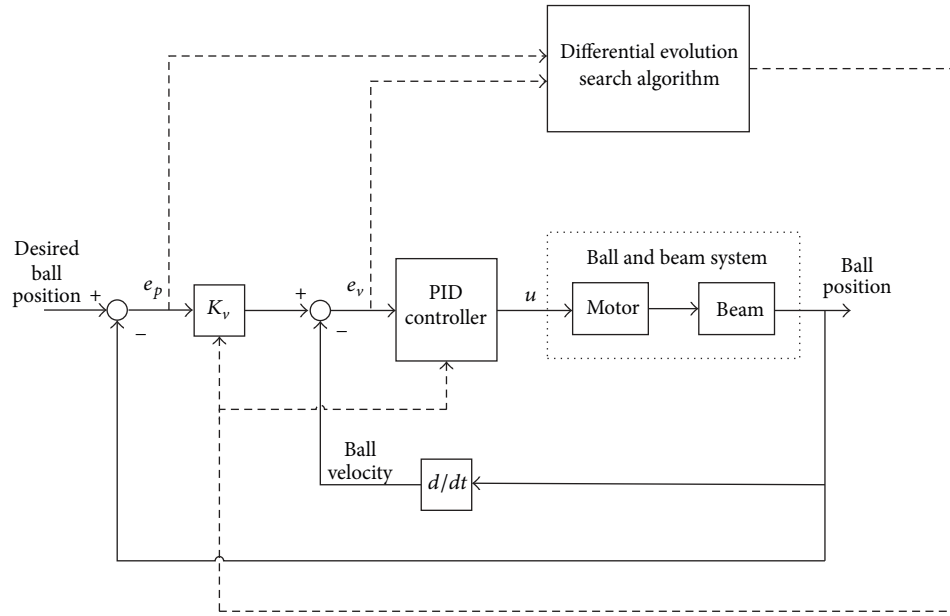 Differential evolution
search algorithm
Desired
ball
position
+
−
e_p
K_v
+
−
e_v
PID
controller
u
Ball and beam system
Motor
Beam
Ball
position
Ball
velocity
d/dt